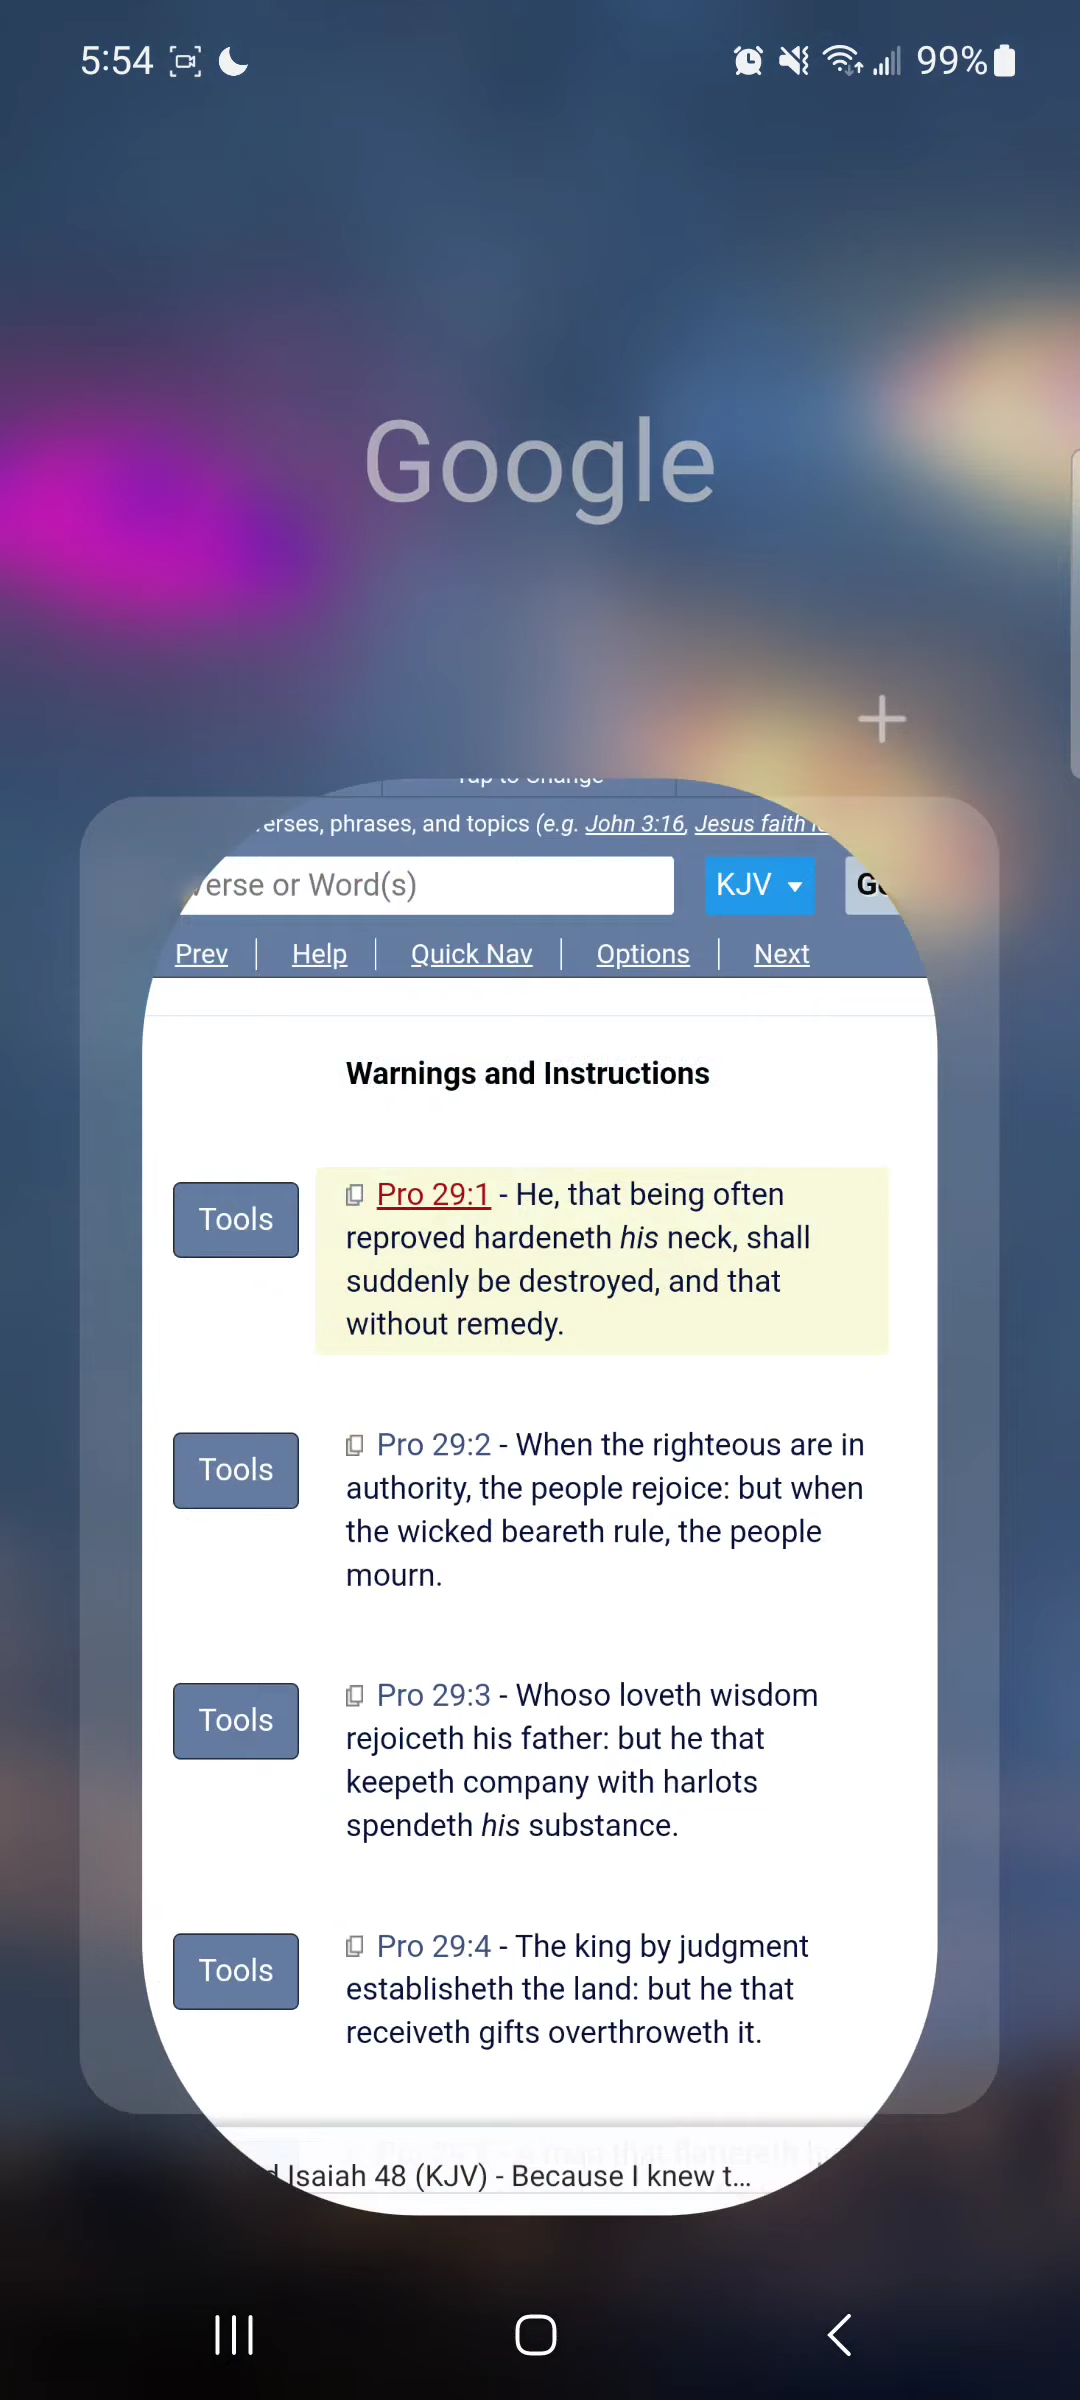 5:54
99%
Google
Tap to Change
erses, phrases, and topics (e.g. John 3:16, Jesus faith
erse or Word(s)
KJV
Prev | Help | Quick Nav | Options | Next
Warnings and Instructions
Tools
Pro 29:1 - He, that being often
reproved hardeneth his neck, shall
suddenly be destroyed, and that
without remedy.
Tools
Pro 29:2 - When the righteous are in
authority, the people rejoice: but when
the wicked beareth rule, the people
mourn.
Tools
Pro 29:3 - Whoso loveth wisdom
rejoiceth his father: but he that
keepeth company with harlots
spendeth his substance.
Tools
Pro 29:4 - The king by judgment
establisheth the land: but he that
receiveth gifts overthroweth it.
Isaiah 48 (KJV) - Because I knew t...